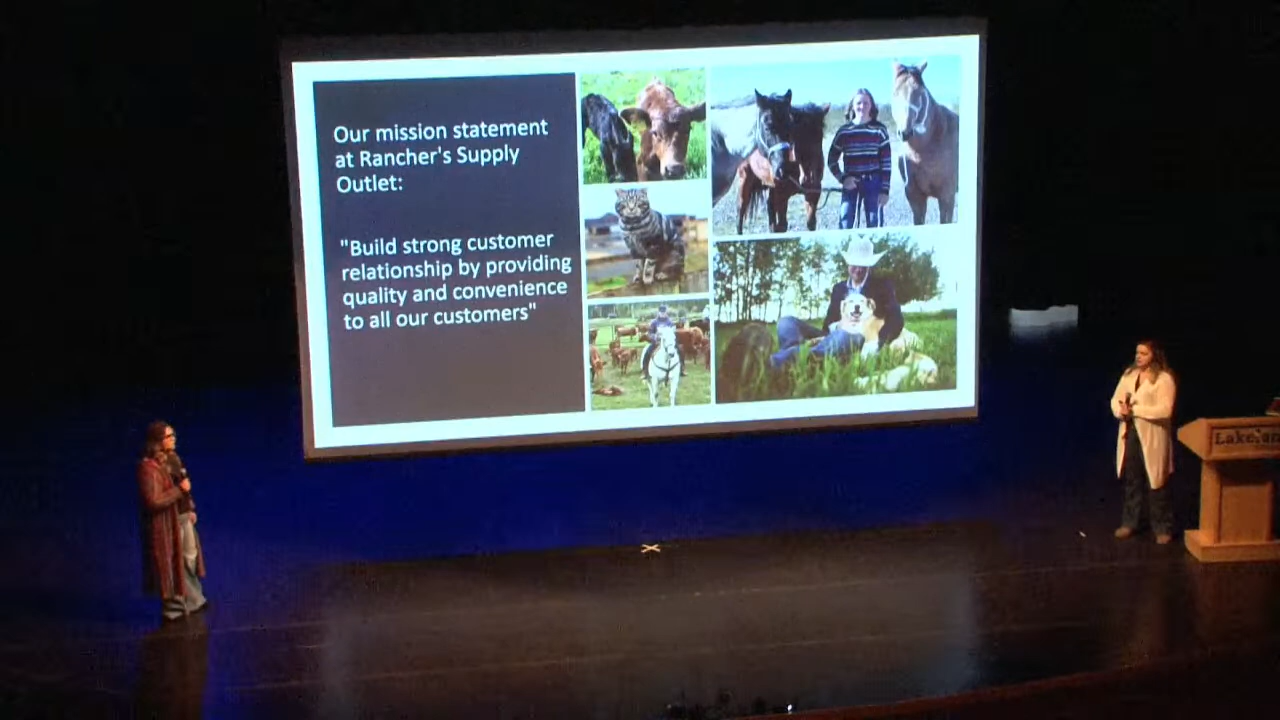 Our mission statement
at Rancher's Supply
Outlet:
"Build strong customer
relationship by providing
quality and convenience
to all our customers"